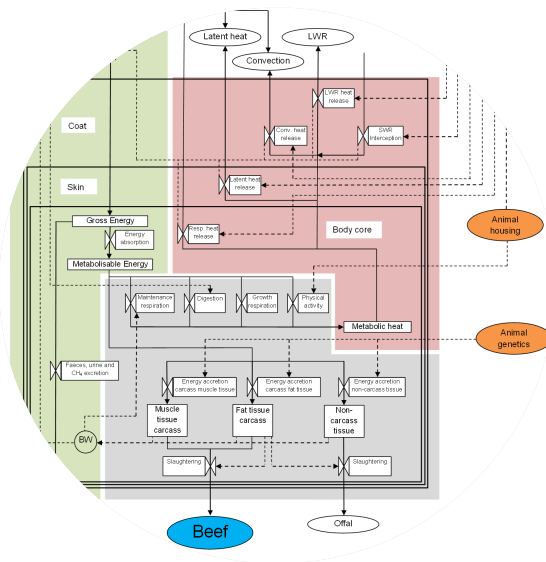 Latent heat
LWR
Convection
LWR heat
release
Coat
Conv. heat
release
SWR
Interception
Skin
Latent heat
release
Gross Energy
Energy
absorption
Resp. heat
release
Body core
Animal
housing
Metabolisable Energy
Maintenance
respiration
Digestion
Growth
respiration
Physical
activity
Metabolic heat
Animal
genetics
Faeces, urine and
CH₄ excretion
Energy accretion
carcass muscle tissue
Energy accretion
carcass fat tissue
Energy accretion
non-carcass tissue
Muscle
tissue
carcass
Fat tissue
carcass
Non-
carcass
tissue
BW
Slaughtering
Slaughtering
Beef
Offal